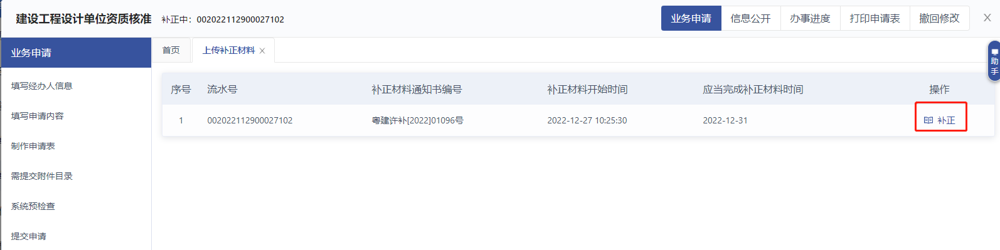 建设工程设计单位资质核准 补正中：002022112900027102
业务申请 信息公开 办事进度 打印申请表 撤回修改 X
业务申请
填写经办人信息
填写申请内容
制作申请表
需提交附件目录
系统预检查
提交申请
首页 上传补正材料 ×
序号 流水号 补正材料通知书编号 补正材料开始时间 应当完成补正材料时间 操作
1 002022112900027102 粤建许补[2022]01096号 2022-12-27 10:25:30 2022-12-31 补正
助
手